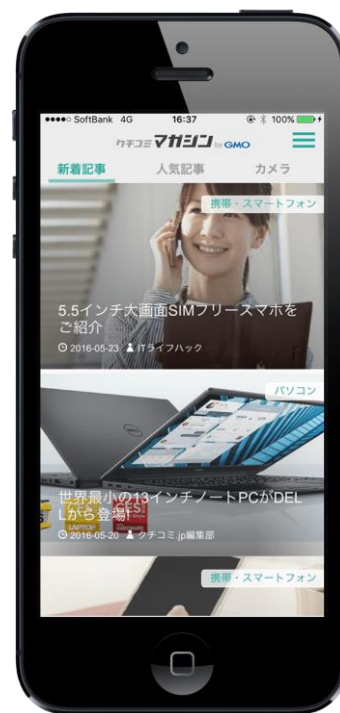 ●●●●○ SoftBank 4G 16:37 100%
クチコミマガジン by GMO
新着記事 人気記事 カメラ
携帯・スマートフォン
5.5インチ大画面SIMフリースマホを
ご紹介
2016-05-23 ITライフハック
パソコン
世界最小の13インチノートPCがDEL
Lから登場!
2016-05-20 クチコミ.jp編集部
LAPTOP
携帯・スマートフォン